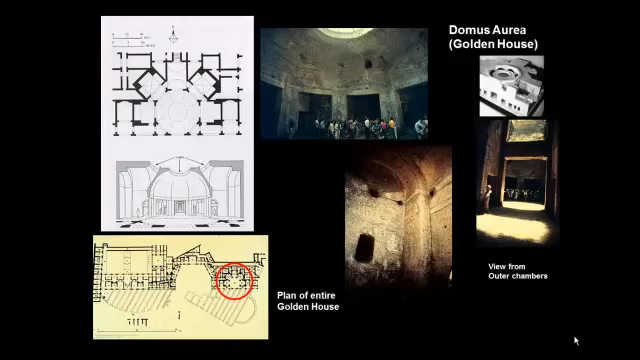 Domus Aurea
(Golden House)
View from
Outer chambers
Plan of entire
Golden House